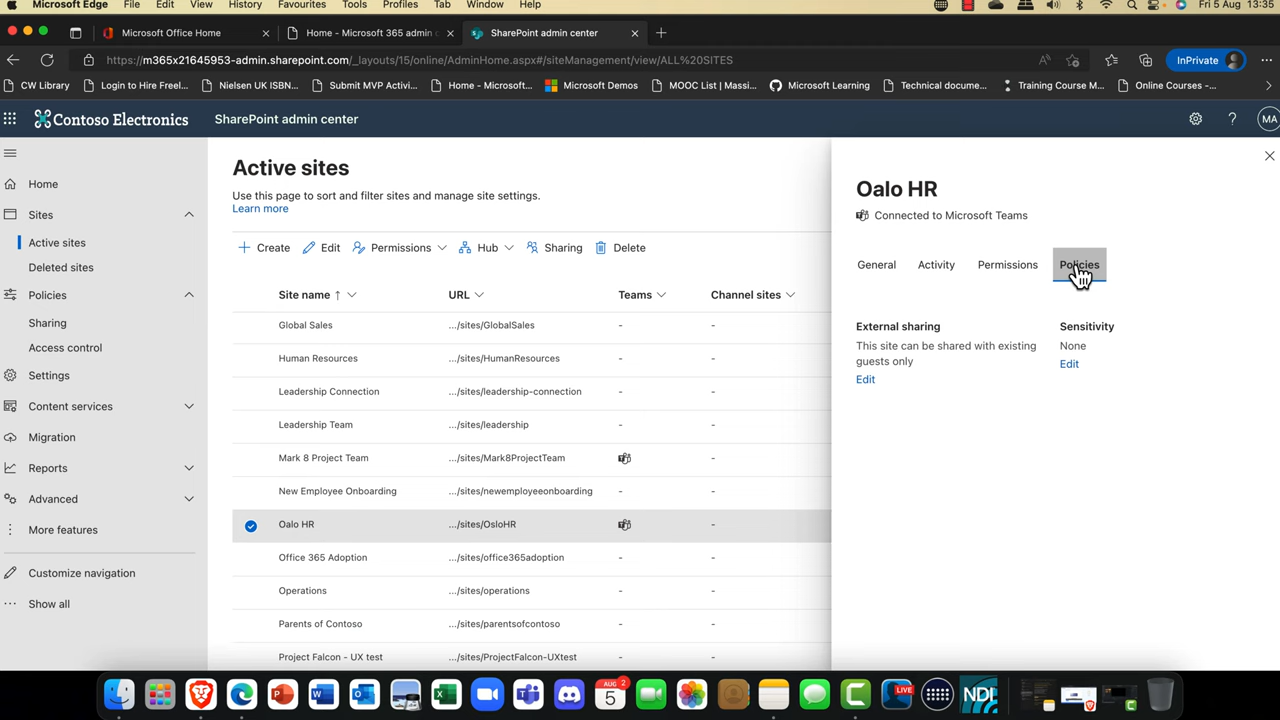 Microsoft Edge File Edit View History Favourites Tools Profiles Tab Window Help Fri 5 Aug 13:35
Microsoft Office Home × Home - Microsoft 365 admin c × SharePoint admin center × +
https://m365x21645953-admin.sharepoint.com/_layouts/15/online/AdminHome.aspx#/siteManagement/view/ALL%20SITES InPrivate
CW Library Login to Hire Freel... Nielsen UK ISBN... Submit MVP Activi... Home - Microsoft... Microsoft Demos MOOC List | Massi... Microsoft Learning Technical docume... Training Course M... Online Courses -...
Contoso Electronics SharePoint admin center ? MA
Home
Sites
Active sites
Deleted sites
Policies
Sharing
Access control
Settings
Content services
Migration
Reports
Advanced
More features
Customize navigation
Show all
Active sites
Use this page to sort and filter sites and manage site settings.
Learn more
Create Edit Permissions Hub Sharing Delete
Site name ↑ URL Teams Channel sites
Global Sales .../sites/GlobalSales - -
Human Resources .../sites/HumanResources - -
Leadership Connection .../sites/leadership-connection - -
Leadership Team .../sites/leadership - -
Mark 8 Project Team .../sites/Mark8ProjectTeam -
New Employee Onboarding .../sites/newemployeeonboarding - -
Oalo HR .../sites/OsloHR -
Office 365 Adoption .../sites/office365adoption - -
Operations .../sites/operations - -
Parents of Contoso .../sites/parentsofcontoso - -
Project Falcon - UX test .../sites/ProjectFalcon-UXtest - -
Oalo HR
Connected to Microsoft Teams
General Activity Permissions Policies
External sharing
This site can be shared with existing
guests only
Edit
Sensitivity
None
Edit
AUG 2
5
LIVE
NDI